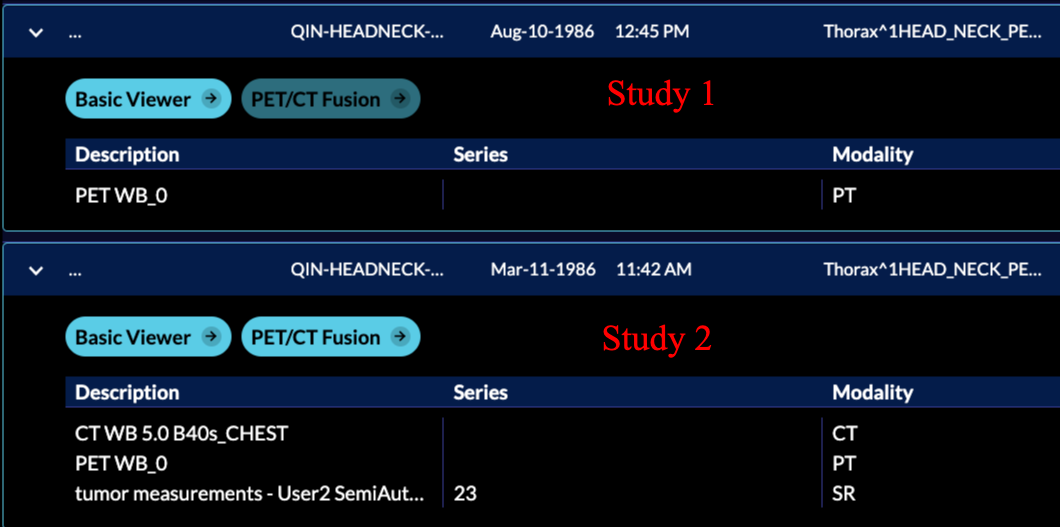 ... QIN-HEADNECK-... Aug-10-1986 12:45 PM Thorax^1HEAD_NECK_PE...
Basic Viewer PET/CT Fusion Study 1
Description Series Modality
PET WB_0 PT
... QIN-HEADNECK-... Mar-11-1986 11:42 AM Thorax^1HEAD_NECK_PE...
Basic Viewer PET/CT Fusion Study 2
Description Series Modality
CT WB 5.0 B40s_CHEST CT
PET WB_0 PT
tumor measurements - User2 SemiAut... 23 SR